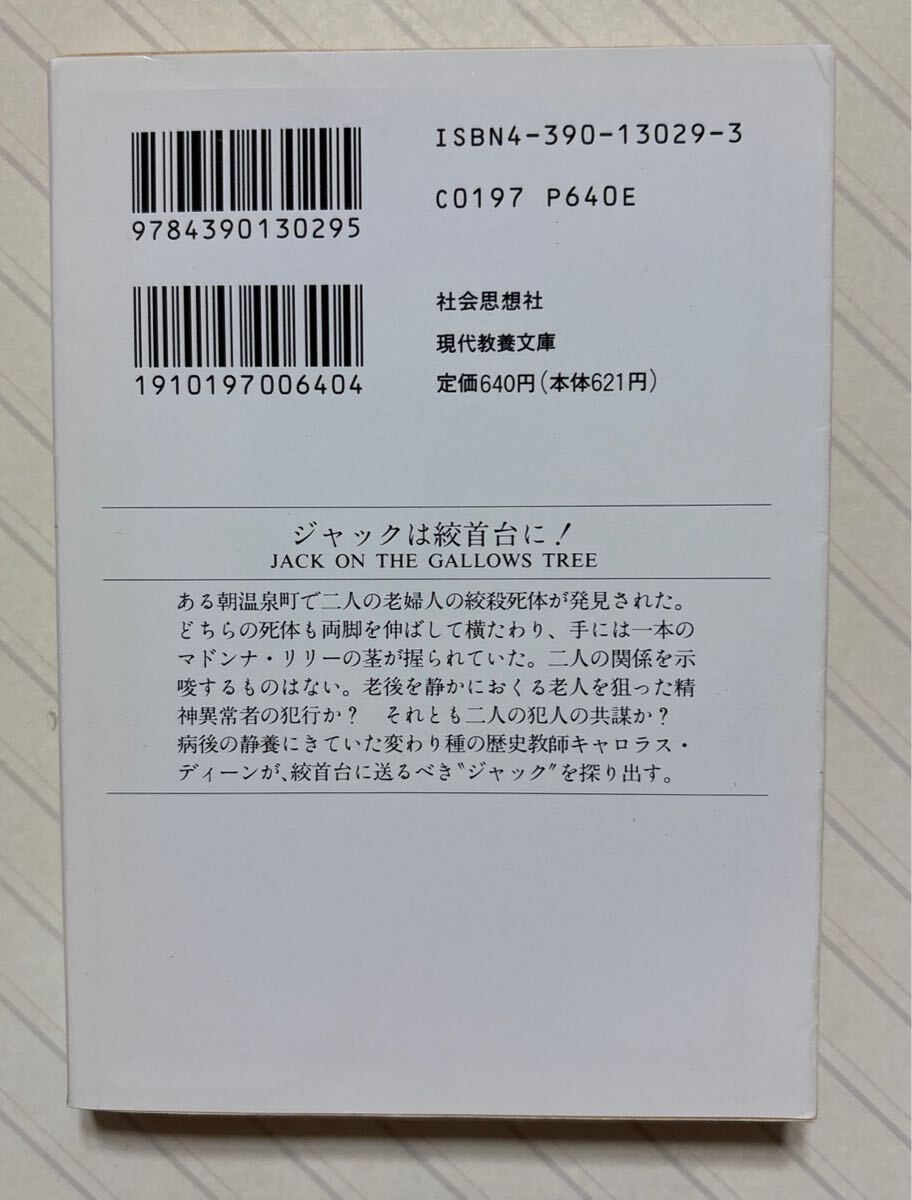 ISBN4-390-13029-3
9784390130295
C0197 P640E
1910197006404
社会思想社
現代教養文庫
定価640円(本体621円)
ジャックは絞首台に!
JACK ON THE GALLOWS TREE
ある朝温泉町で二人の老婦人の絞殺死体が発見された。
どちらの死体も両脚を伸ばして横たわり、手には一本の
マドンナ・リリーの茎が握られていた。二人の関係を示
唆するものはない。老後を静かにおくる老人を狙った精
神異常者の犯行か? それとも二人の犯人の共謀か?
病後の静養にきていた変わり種の歴史教師キャロラス・
ディーンが、絞首台に送るべき〝ジャック〟を探り出す。